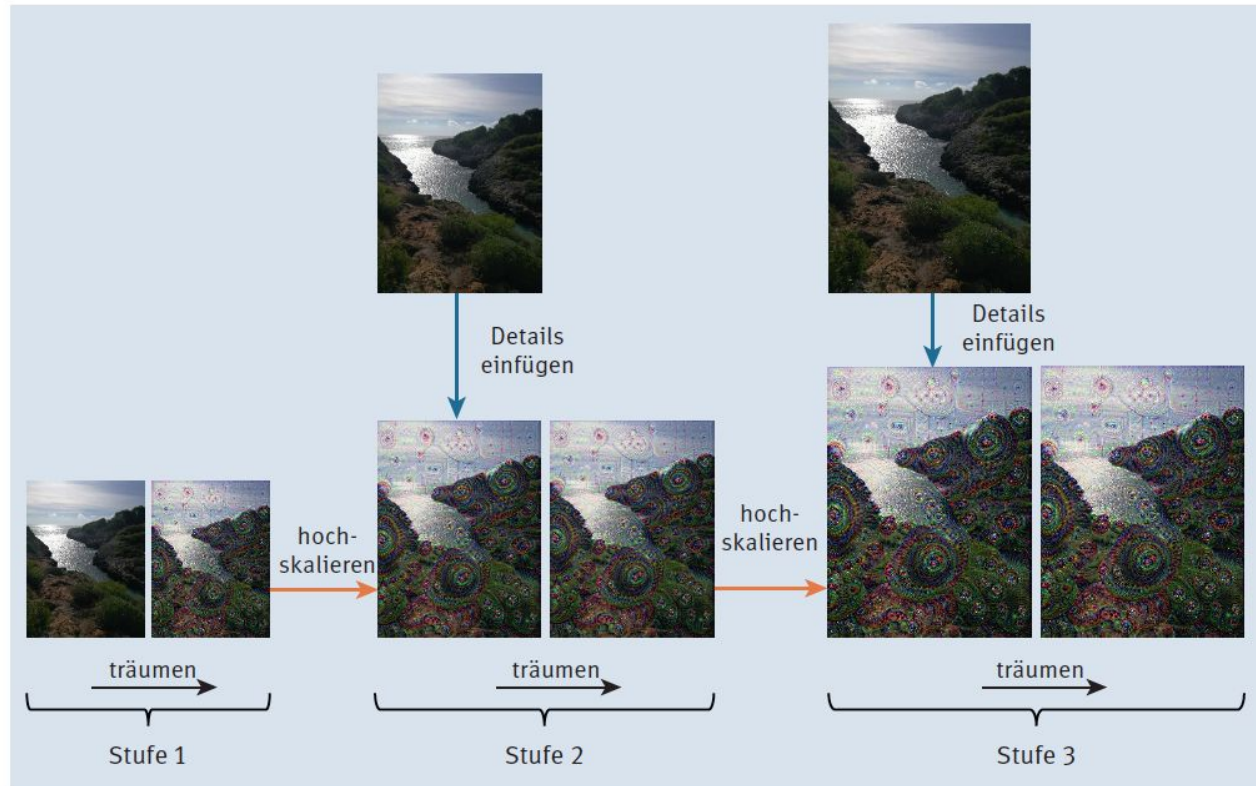 Details
einfügen
Details
einfügen
hoch-
skalieren
hoch-
skalieren
träumen
träumen
träumen
Stufe 1
Stufe 2
Stufe 3